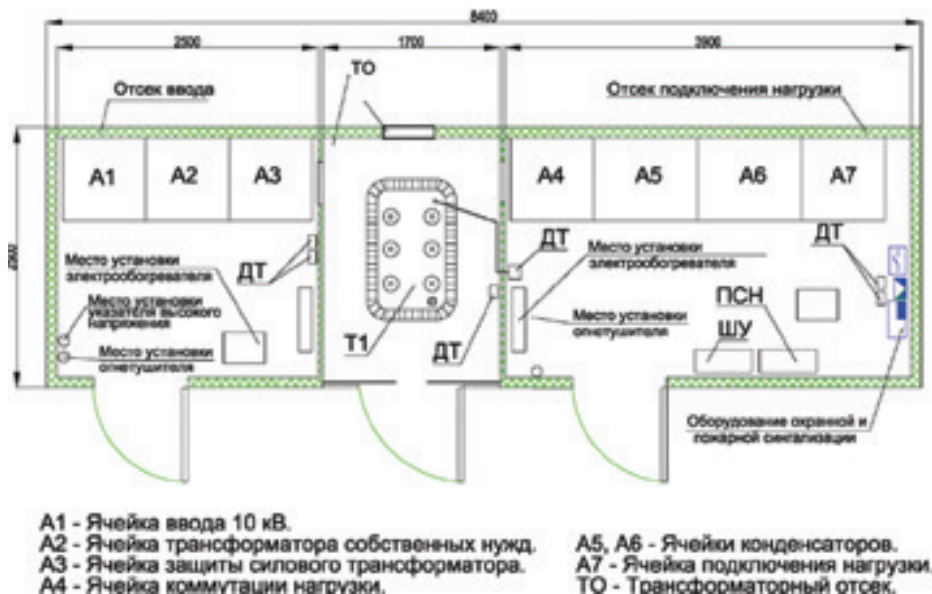 8400
2500
1700
3900
ТО
Отсек ввода
Отсек подключения нагрузки
А1
А2
А3
А4
А5
А6
А7
ДТ
Место установки
электрообогревателя
Место установки
указателя высокого
напряжения
Место установки
огнетушителя
Т1
ДТ
ДТ
Место установки
электрообогревателя
Место установки
огнетушителя
ДТ
ПСН
ШУ
Оборудование охранной и
пожарной сингализации
А1 - Ячейка ввода 10 кВ.
А2 - Ячейка трансформатора собственных нужд.
А3 - Ячейка защиты силового трансформатора.
А4 - Ячейка коммутации нагрузки.
А5, А6 - Ячейки конденсаторов.
А7 - Ячейка подключения нагрузки.
ТО - Трансформаторный отсек.